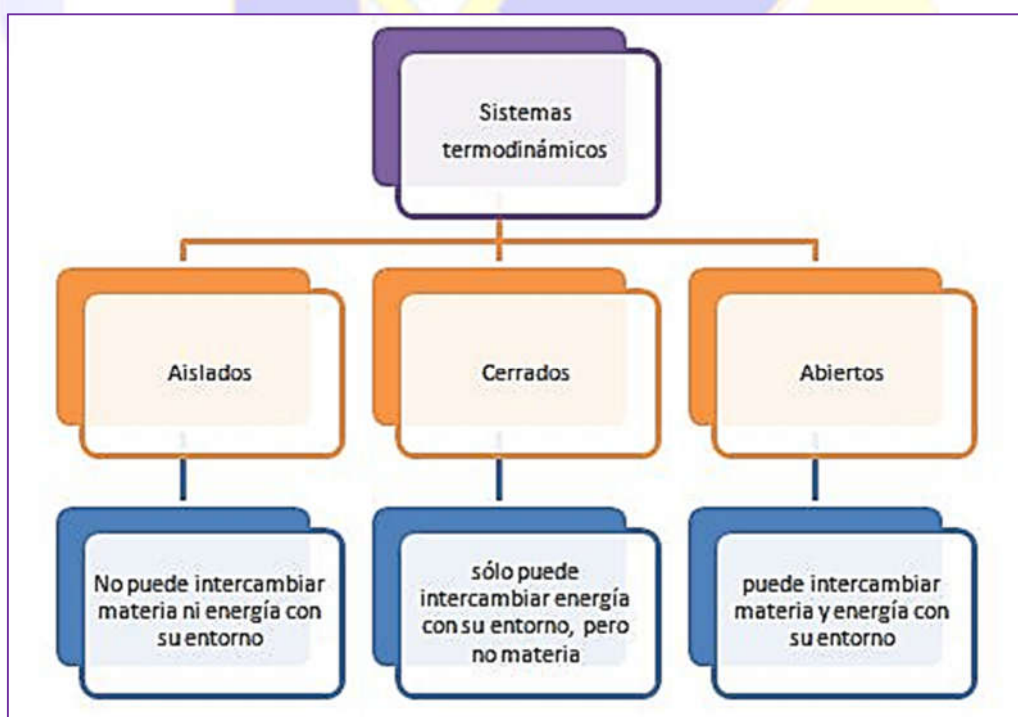 Sistemas
termodinámicos
Aislados
Cerrados
Abiertos
No puede intercambiar
materia ni energía con
su entorno
sólo puede
intercambiar energía
con su entorno, pero
no materia
puede intercambiar
materia y energía con
su entorno